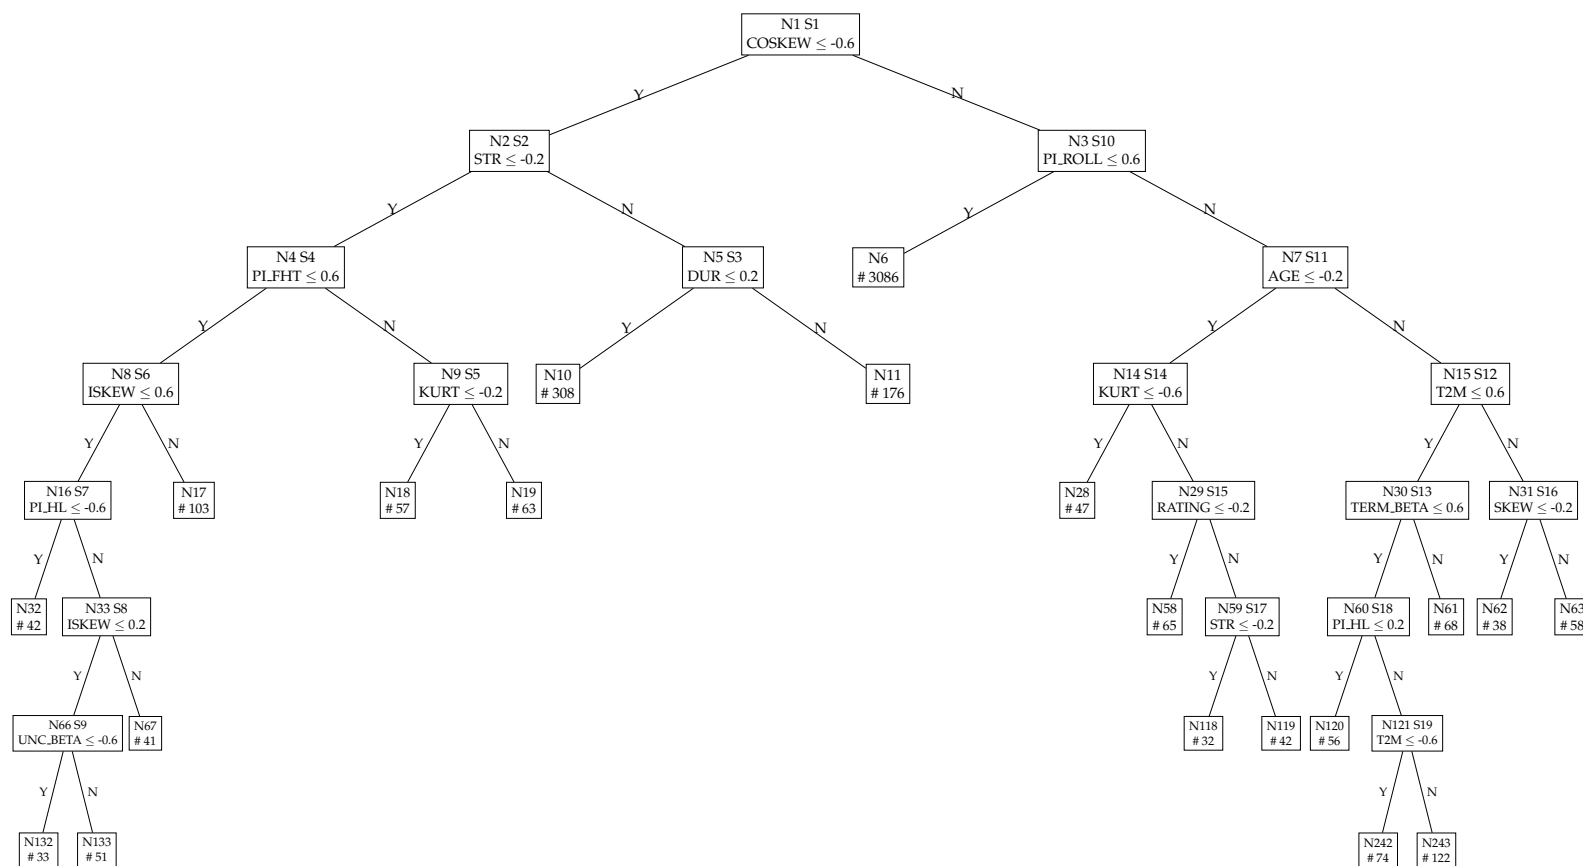 N1 S1
COSKEW ≤ -0.6
Y
N
N2 S2
STR ≤ -0.2
N3 S10
PI_ROLL ≤ 0.6
Y
N
Y
N
N4 S4
PI_FHT ≤ 0.6
N5 S3
DUR ≤ 0.2
N6
# 3086
N7 S11
AGE ≤ -0.2
Y
N
Y
N
Y
N
N8 S6
ISKEW ≤ 0.6
N9 S5
KURT ≤ -0.2
N10
# 308
N11
# 176
N14 S14
KURT ≤ -0.6
N15 S12
T2M ≤ 0.6
Y
N
Y
N
Y
N
Y
N
N16 S7
PI_HL ≤ -0.6
N17
# 103
N18
# 57
N19
# 63
N28
# 47
N29 S15
RATING ≤ -0.2
N30 S13
TERM_BETA ≤ 0.6
N31 S16
SKEW ≤ -0.2
Y
N
Y
N
Y
N
Y
N
N32
# 42
N33 S8
ISKEW ≤ 0.2
N58
# 65
N59 S17
STR ≤ -0.2
N60 S18
PI_HL ≤ 0.2
N61
# 68
N62
# 38
N63
# 58
Y
N
Y
N
Y
N
N66 S9
UNC_BETA ≤ -0.6
N67
# 41
N118
# 32
N119
# 42
N120
# 56
N121 S19
T2M ≤ -0.6
Y
N
Y
N
N132
# 33
N133
# 51
N242
# 74
N243
# 122